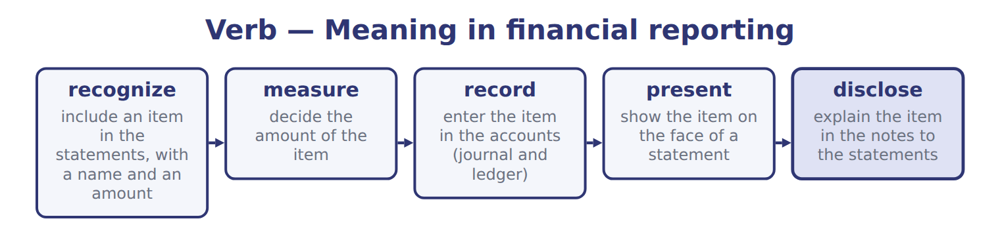 Verb — Meaning in financial reporting
recognize
include an item
in the
statements, with
a name and an
amount
measure
decide the
amount of the
item
record
enter the item
in the accounts
(journal and
ledger)
present
show the item on
the face of a
statement
disclose
explain the item
in the notes to
the statements